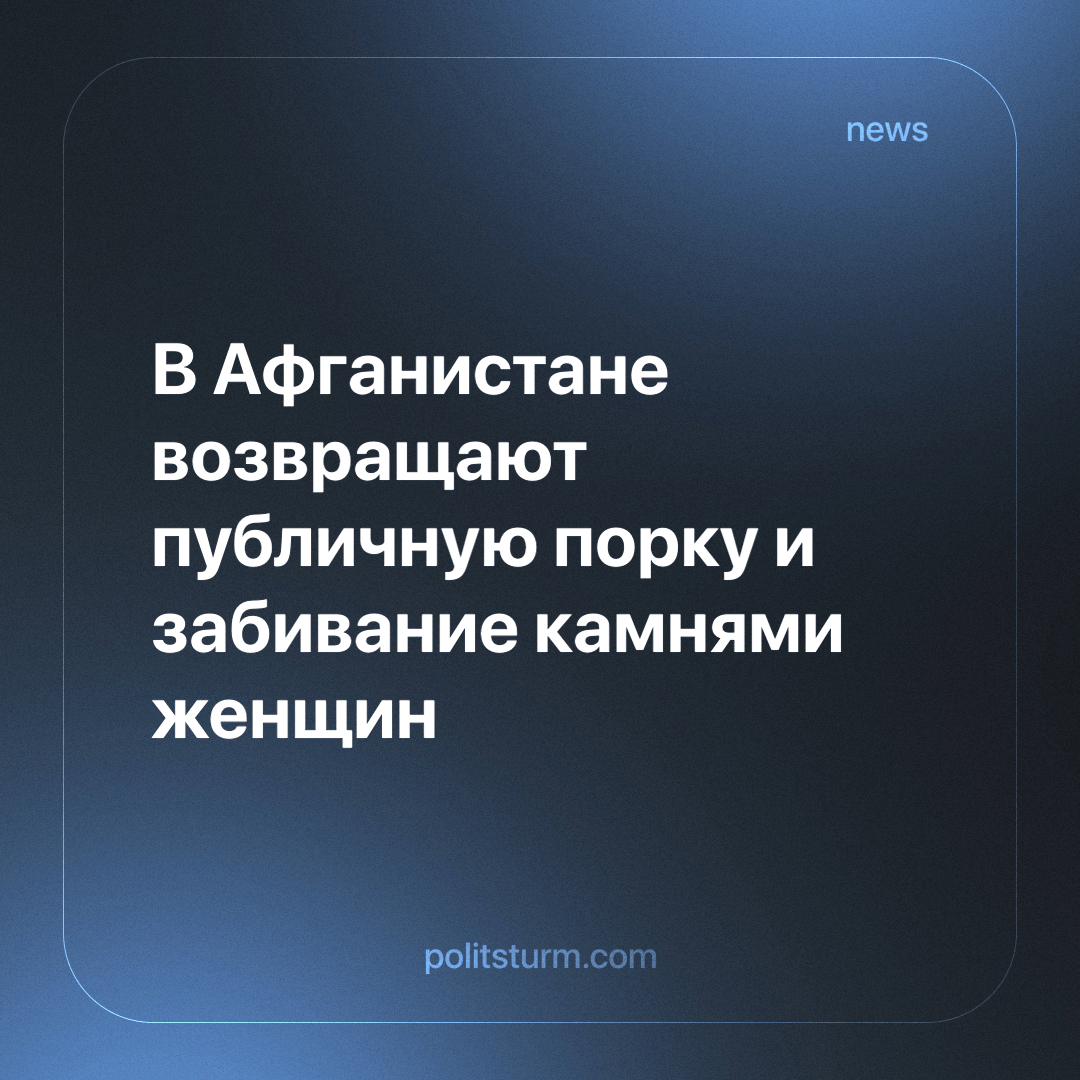 news
В Афганистане
возвращают
публичную порку и
забивание камнями
женщин
politsturm.com